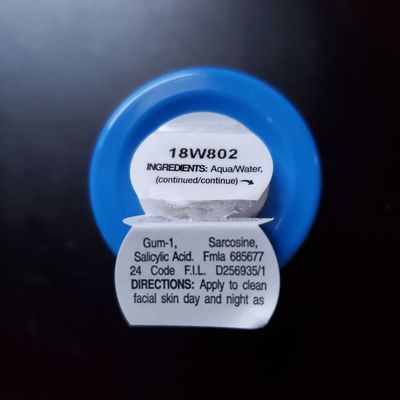 18W802
INGREDIENTS: Aqua/Water,
(continued/continue)
Gum-1, Sarcosine,
Salicylic Acid. Fmla 685677
24 Code F.I.L. D256935/1
DIRECTIONS: Apply to clean
facial skin day and night as